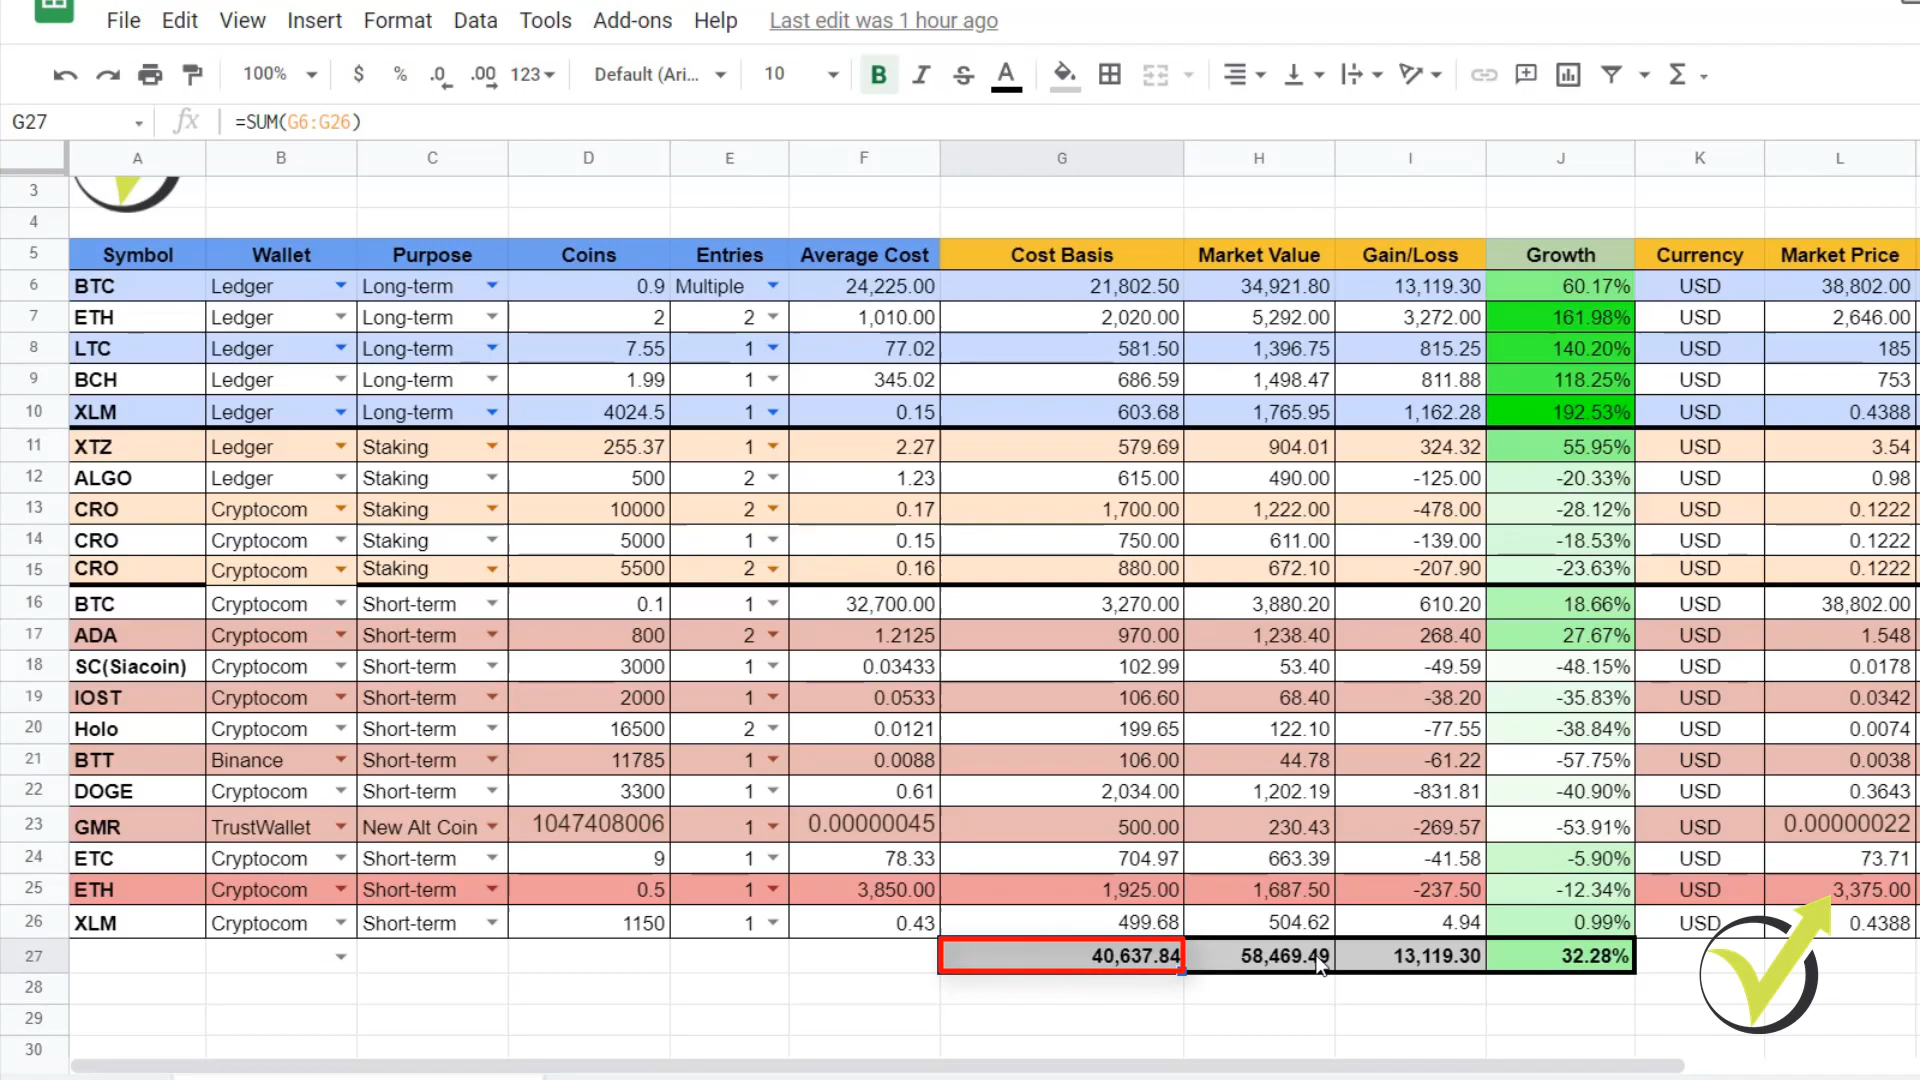 File Edit View Insert Format Data Tools Add-ons Help Last edit was 1 hour ago
100% $ % .0 .00 123 Default (Ari... 10 B I S A Σ
G27 fx =SUM(G6:G26)
A B C D E F G H I J K L
3
4
5 Symbol Wallet Purpose Coins Entries Average Cost Cost Basis Market Value Gain/Loss Growth Currency Market Price
6 BTC Ledger Long-term 0.9 Multiple 24,225.00 21,802.50 34,921.80 13,119.30 60.17% USD 38,802.00
7 ETH Ledger Long-term 2 2 1,010.00 2,020.00 5,292.00 3,272.00 161.98% USD 2,646.00
8 LTC Ledger Long-term 7.55 1 77.02 581.50 1,396.75 815.25 140.20% USD 185
9 BCH Ledger Long-term 1.99 1 345.02 686.59 1,498.47 811.88 118.25% USD 753
10 XLM Ledger Long-term 4024.5 1 0.15 603.68 1,765.95 1,162.28 192.53% USD 0.4388
11 XTZ Ledger Staking 255.37 1 2.27 579.69 904.01 324.32 55.95% USD 3.54
12 ALGO Ledger Staking 500 2 1.23 615.00 490.00 -125.00 -20.33% USD 0.98
13 CRO Cryptocom Staking 10000 2 0.17 1,700.00 1,222.00 -478.00 -28.12% USD 0.1222
14 CRO Cryptocom Staking 5000 1 0.15 750.00 611.00 -139.00 -18.53% USD 0.1222
15 CRO Cryptocom Staking 5500 2 0.16 880.00 672.10 -207.90 -23.63% USD 0.1222
16 BTC Cryptocom Short-term 0.1 1 32,700.00 3,270.00 3,880.20 610.20 18.66% USD 38,802.00
17 ADA Cryptocom Short-term 800 2 1.2125 970.00 1,238.40 268.40 27.67% USD 1.548
18 SC(Siacoin) Cryptocom Short-term 3000 1 0.03433 102.99 53.40 -49.59 -48.15% USD 0.0178
19 IOST Cryptocom Short-term 2000 1 0.0533 106.60 68.40 -38.20 -35.83% USD 0.0342
20 Holo Cryptocom Short-term 16500 2 0.0121 199.65 122.10 -77.55 -38.84% USD 0.0074
21 BTT Binance Short-term 11785 1 0.0088 106.00 44.78 -61.22 -57.75% USD 0.0038
22 DOGE Cryptocom Short-term 3300 1 0.61 2,034.00 1,202.19 -831.81 -40.90% USD 0.3643
23 GMR TrustWallet New Alt Coin 1047408006 1 0.00000045 500.00 230.43 -269.57 -53.91% USD 0.00000022
24 ETC Cryptocom Short-term 9 1 78.33 704.97 663.39 -41.58 -5.90% USD 73.71
25 ETH Cryptocom Short-term 0.5 1 3,850.00 1,925.00 1,687.50 -237.50 -12.34% USD 3,375.00
26 XLM Cryptocom Short-term 1150 1 0.43 499.68 504.62 4.94 0.99% USD 0.4388
27 40,637.84 58,469.49 13,119.30 32.28%
28
29
30